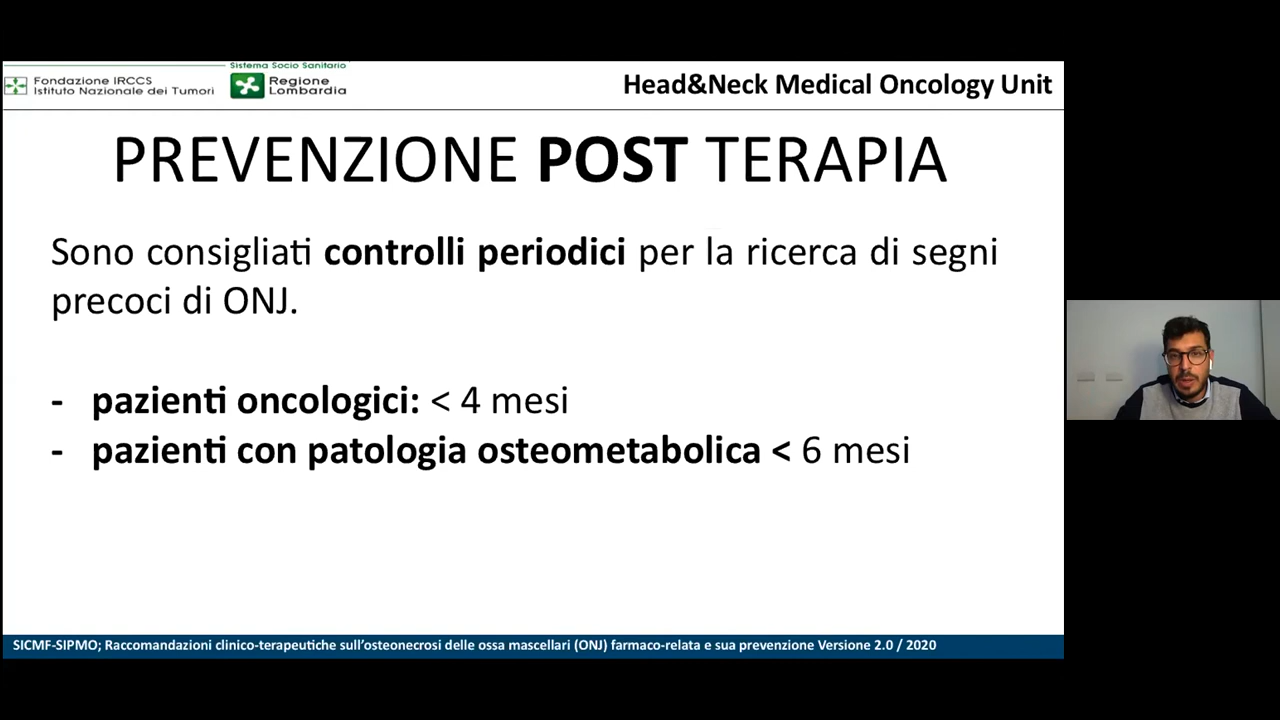 Sistema Socio Sanitario
Fondazione IRCCS
Istituto Nazionale dei Tumori
Regione
Lombardia
Head&Neck Medical Oncology Unit
PREVENZIONE POST TERAPIA
Sono consigliati controlli periodici per la ricerca di segni
precoci di ONJ.
- pazienti oncologici: < 4 mesi
- pazienti con patologia osteometabolica < 6 mesi
SICMF-SIPMO; Raccomandazioni clinico-terapeutiche sull’osteonecrosi delle ossa mascellari (ONJ) farmaco-relata e sua prevenzione Versione 2.0 / 2020